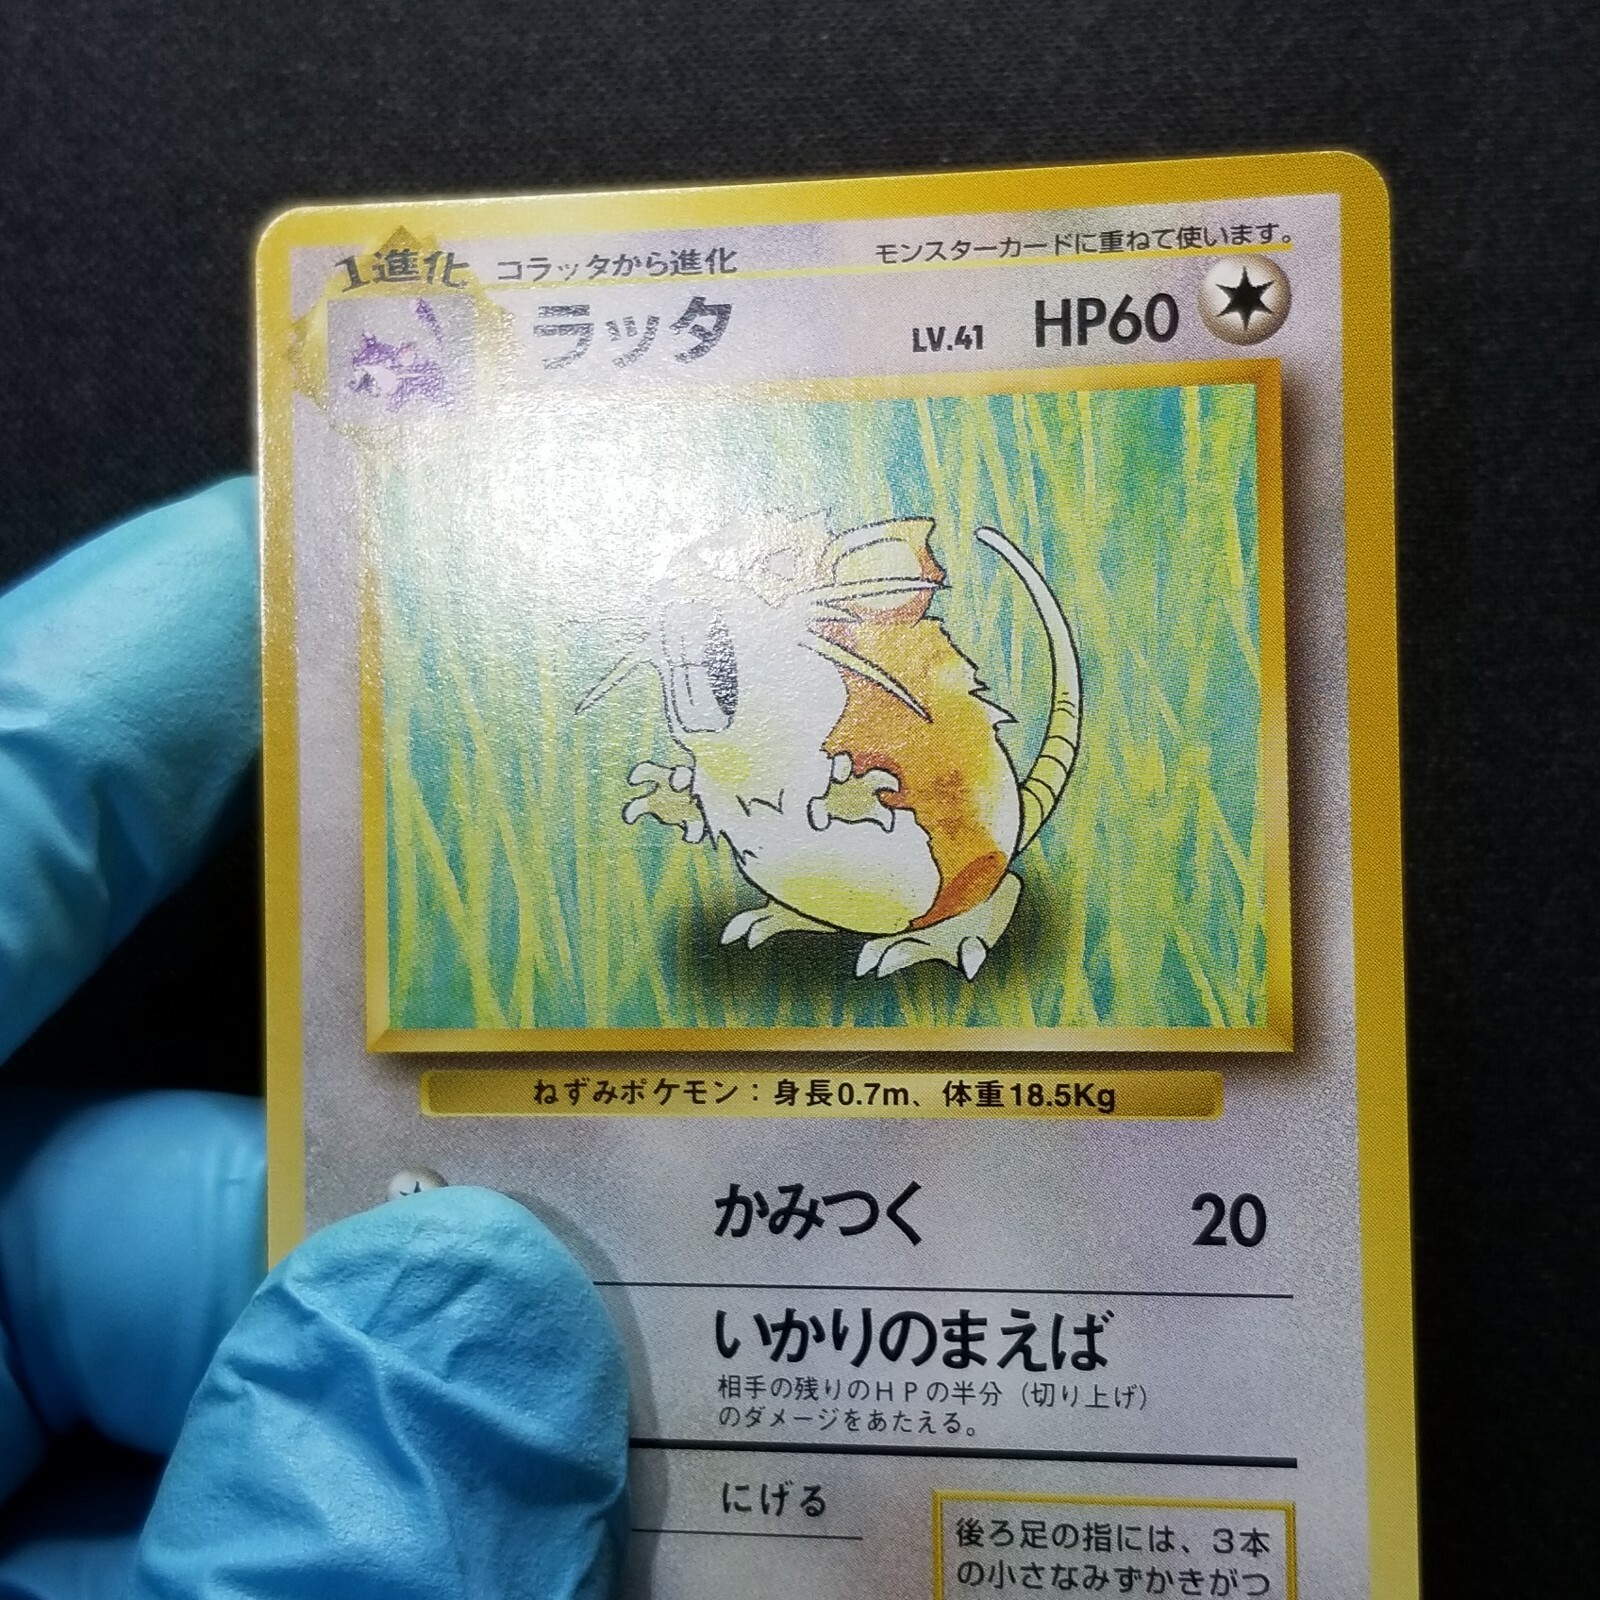 1進化 コラッタから進化 モンスターカードに重ねて使います。
ラッタ LV.41 HP60
ねずみポケモン：身長0.7m、体重18.5Kg
かみつく 20
いかりのまえば
相手の残りのＨＰの半分（切り上げ）
のダメージをあたえる。
にげる
後ろ足の指には、３本
の小さなみずかきがつ